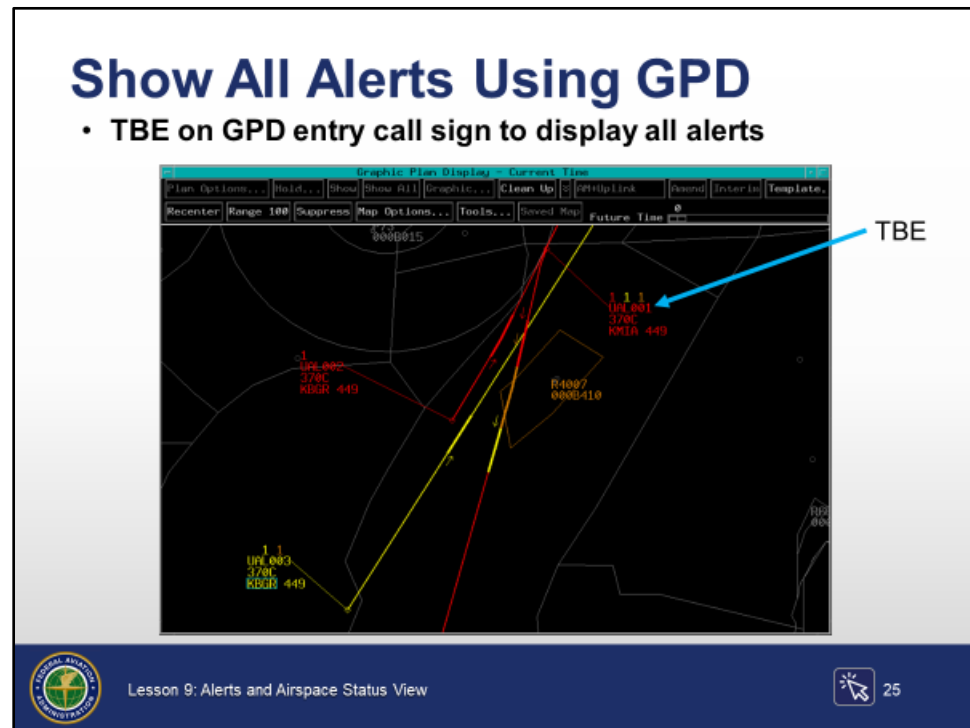 Show All Alerts Using GPD
• TBE on GPD entry call sign to display all alerts
Graphic Plan Display - Current Time
Plan Options... Hold... Show Show All Graphic... Clean Up AM+Uplink Amend Interim Template.
Recenter Range 100 Suppress Map Options... Tools... Saved Map Future Time 0
000B015
TBE
1 1 1
UAL001
370C
KMIA 449
1
UAL002
370C
KBGR 449
R4007
000B410
1 1
UAL003
370C
KBGR 449
FEDERAL AVIATION
ADMINISTRATION
Lesson 9: Alerts and Airspace Status View
25